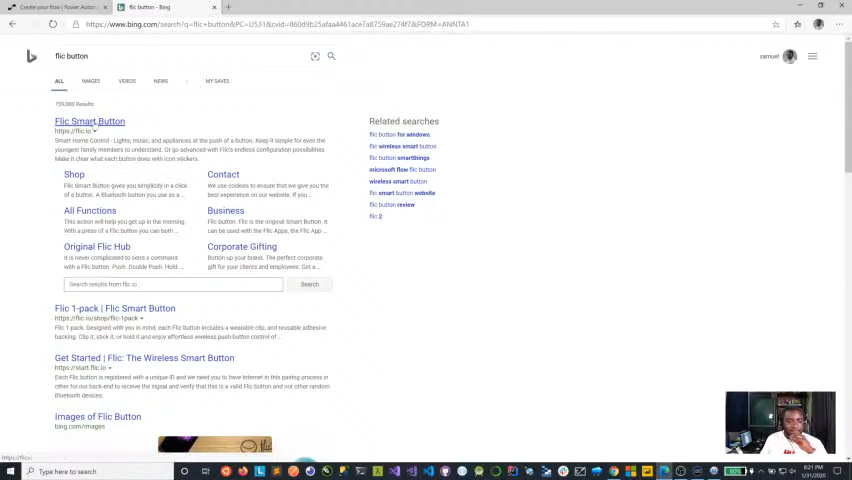 Create your flow | Power Autom
flic button - Bing
https://www.bing.com/search?q=flic+button&PC=U531&cvid=860d9b25afaa4461ace7a8759ae274f7&FORM=ANNTA1
flic button
samuel
ALL
IMAGES
VIDEOS
NEWS
MY SAVES
759,000 Results
Flic Smart Button
https://flic.io
Smart Home Control - Lights, music, and appliances at the push of a button. Keep it simple for even the
youngest family members to understand. Or go advanced with Flic's endless configuration possibilities.
Make it clear what each button does with icon stickers.
Shop
Flic Smart Button gives you simplicity in a click
of a button. A Bluetooth button you use as a ...
Contact
We use cookies to ensure that we give you the
best experience on our website. If you ...
All Functions
This action will help you get up in the morning.
With a press of a Flic button you can both ...
Business
Flic button. Flic is the original Smart Button. It
can be used with the Flic Apps, the Flic App ...
Original Flic Hub
It is never complicated to send a command
with a Flic button. Push. Double Push. Hold. ...
Corporate Gifting
Button up your brand. The perfect corporate
gift for your clients and employees. Get a ...
Search results from flic.io
Search
Flic 1-pack | Flic Smart Button
https://flic.io/shop/flic-1pack
Flic 1-pack. Designed with you in mind, each Flic button includes a wearable clip, and reusable adhesive
backing. Clip it, stick it, or hold it and enjoy effortless wireless push-button control of ...
Get Started | Flic: The Wireless Smart Button
https://start.flic.io
Each Flic button is registered with a unique ID and we need you to have Internet in this pairing process in
order for our back-end to receive the signal and verify that this is a valid Flic button and not other random
Bluetooth devices.
Images of Flic Button
bing.com/images
Related searches
flic button for windows
flic wireless smart button
flic button smartthings
microsoft flow flic button
wireless smart button
flic smart button website
flic button review
flic 2
https://flic.io
Type here to search
8:21 PM
1/31/2020